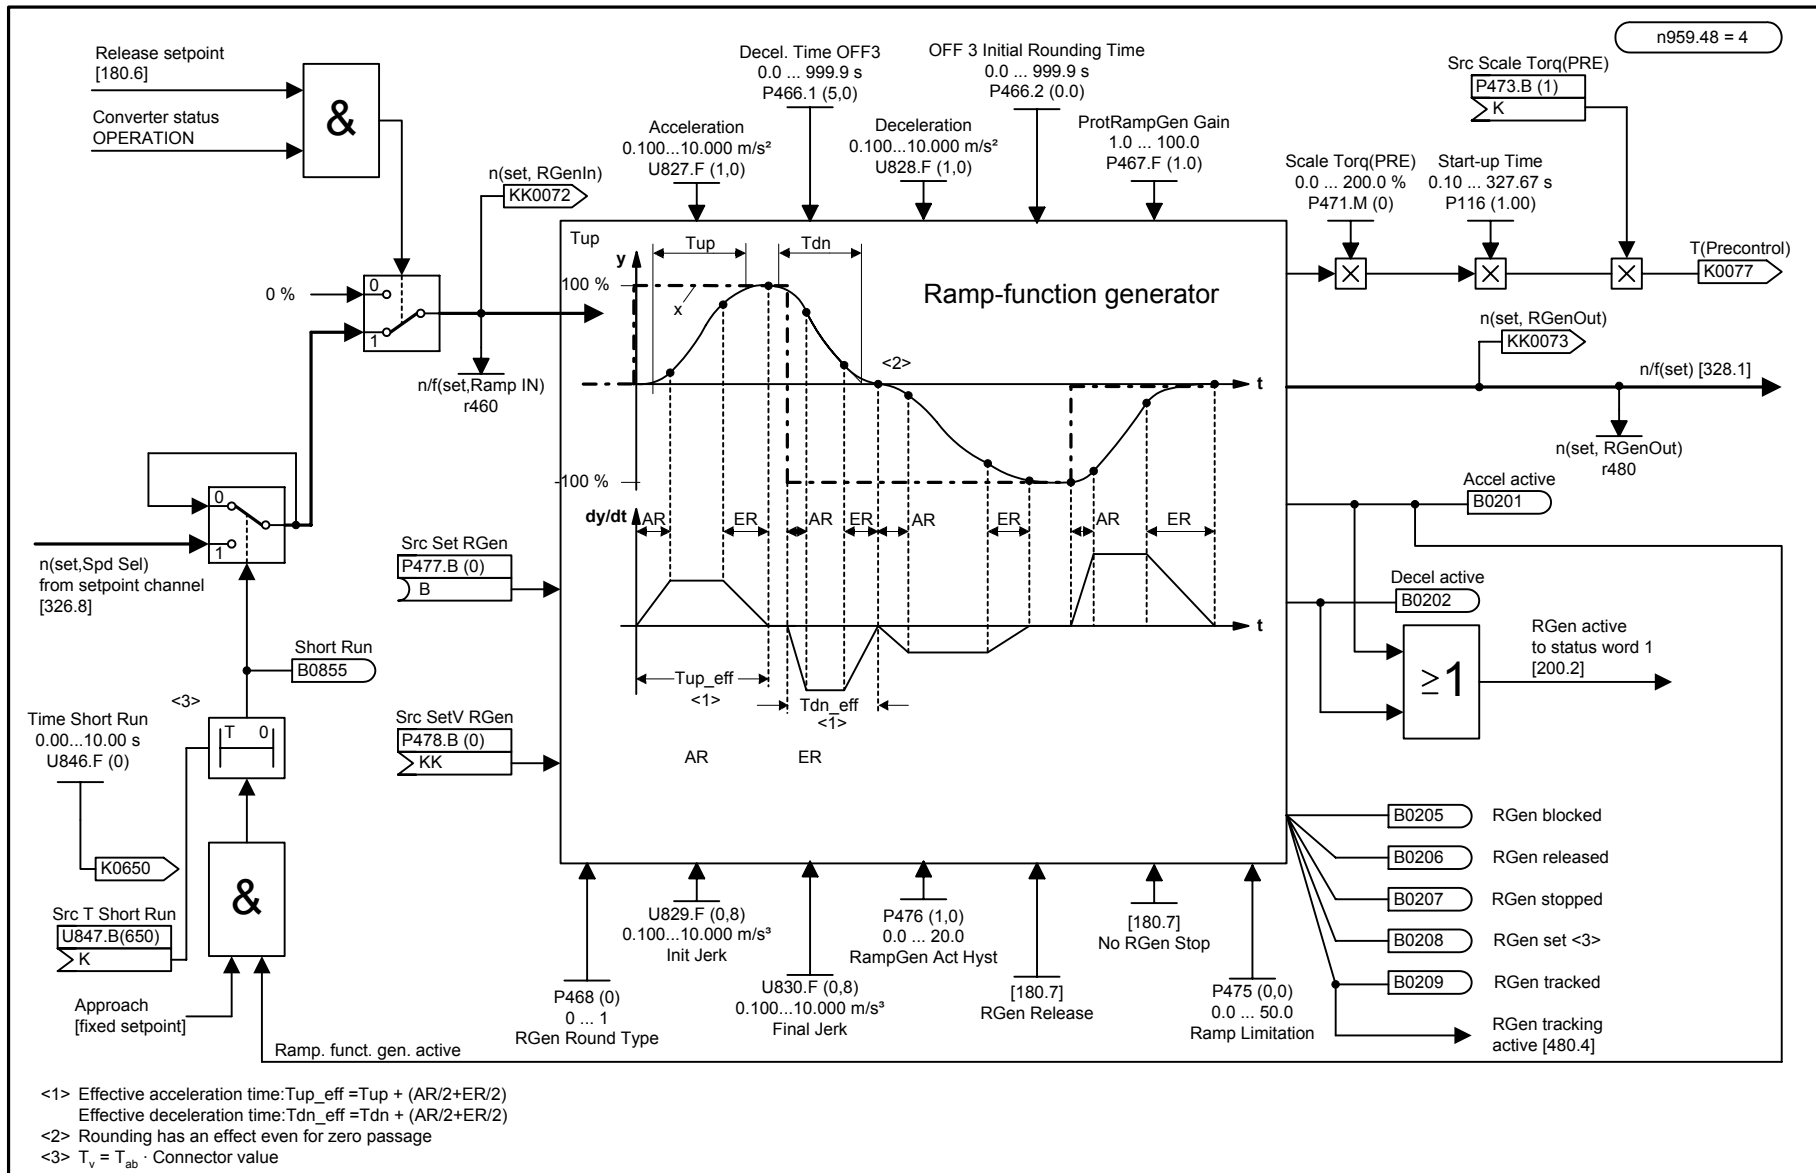 n959.48 = 4
Release setpoint
[180.6]
Converter status
OPERATION
&
0 %
0
1
n(set, RGenIn)
KK0072
n/f(set,Ramp IN)
r460
Decel. Time OFF3
0.0 ... 999.9 s
P466.1 (5,0)
OFF 3 Initial Rounding Time
0.0 ... 999.9 s
P466.2 (0.0)
Acceleration
0.100...10.000 m/s²
U827.F (1,0)
Deceleration
0.100...10.000 m/s²
U828.F (1,0)
ProtRampGen Gain
1.0 ... 100.0
P467.F (1.0)
Src Scale Torq(PRE)
P473.B (1)
K
Scale Torq(PRE)
0.0 ... 200.0 %
P471.M (0)
Start-up Time
0.10 ... 327.67 s
P116 (1.00)
T(Precontrol)
K0077
n(set, RGenOut)
KK0073
n/f(set) [328.1]
n(set, RGenOut)
r480
Tup
Tup
Tdn
y
100 %
x
Ramp-function generator
<2>
t
-100 %
dy/dt
AR
ER
AR
ER
AR
ER
AR
ER
t
Tup_eff
<1>
Tdn_eff
<1>
AR
ER
0
1
n(set,Spd Sel)
from setpoint channel
[326.8]
Short Run
B0855
<3>
Time Short Run
0.00...10.00 s
U846.F (0)
T 0
K0650
Src T Short Run
U847.B(650)
K
&
Approach
[fixed setpoint]
Ramp. funct. gen. active
Src Set RGen
P477.B (0)
B
Src SetV RGen
P478.B (0)
KK
Accel active
B0201
Decel active
B0202
≥1
RGen active
to status word 1
[200.2]
B0205 RGen blocked
B0206 RGen released
B0207 RGen stopped
B0208 RGen set <3>
B0209 RGen tracked
RGen tracking
active [480.4]
P468 (0)
0 ... 1
RGen Round Type
U829.F (0,8)
0.100...10.000 m/s³
Init Jerk
U830.F (0,8)
0.100...10.000 m/s³
Final Jerk
P476 (1,0)
0.0 ... 20.0
RampGen Act Hyst
[180.7]
RGen Release
[180.7]
No RGen Stop
P475 (0,0)
0.0 ... 50.0
Ramp Limitation
<1> Effective acceleration time:Tup_eff =Tup + (AR/2+ER/2)
Effective deceleration time:Tdn_eff =Tdn + (AR/2+ER/2)
<2> Rounding has an effect even for zero passage
<3> Tv = Tab · Connector value